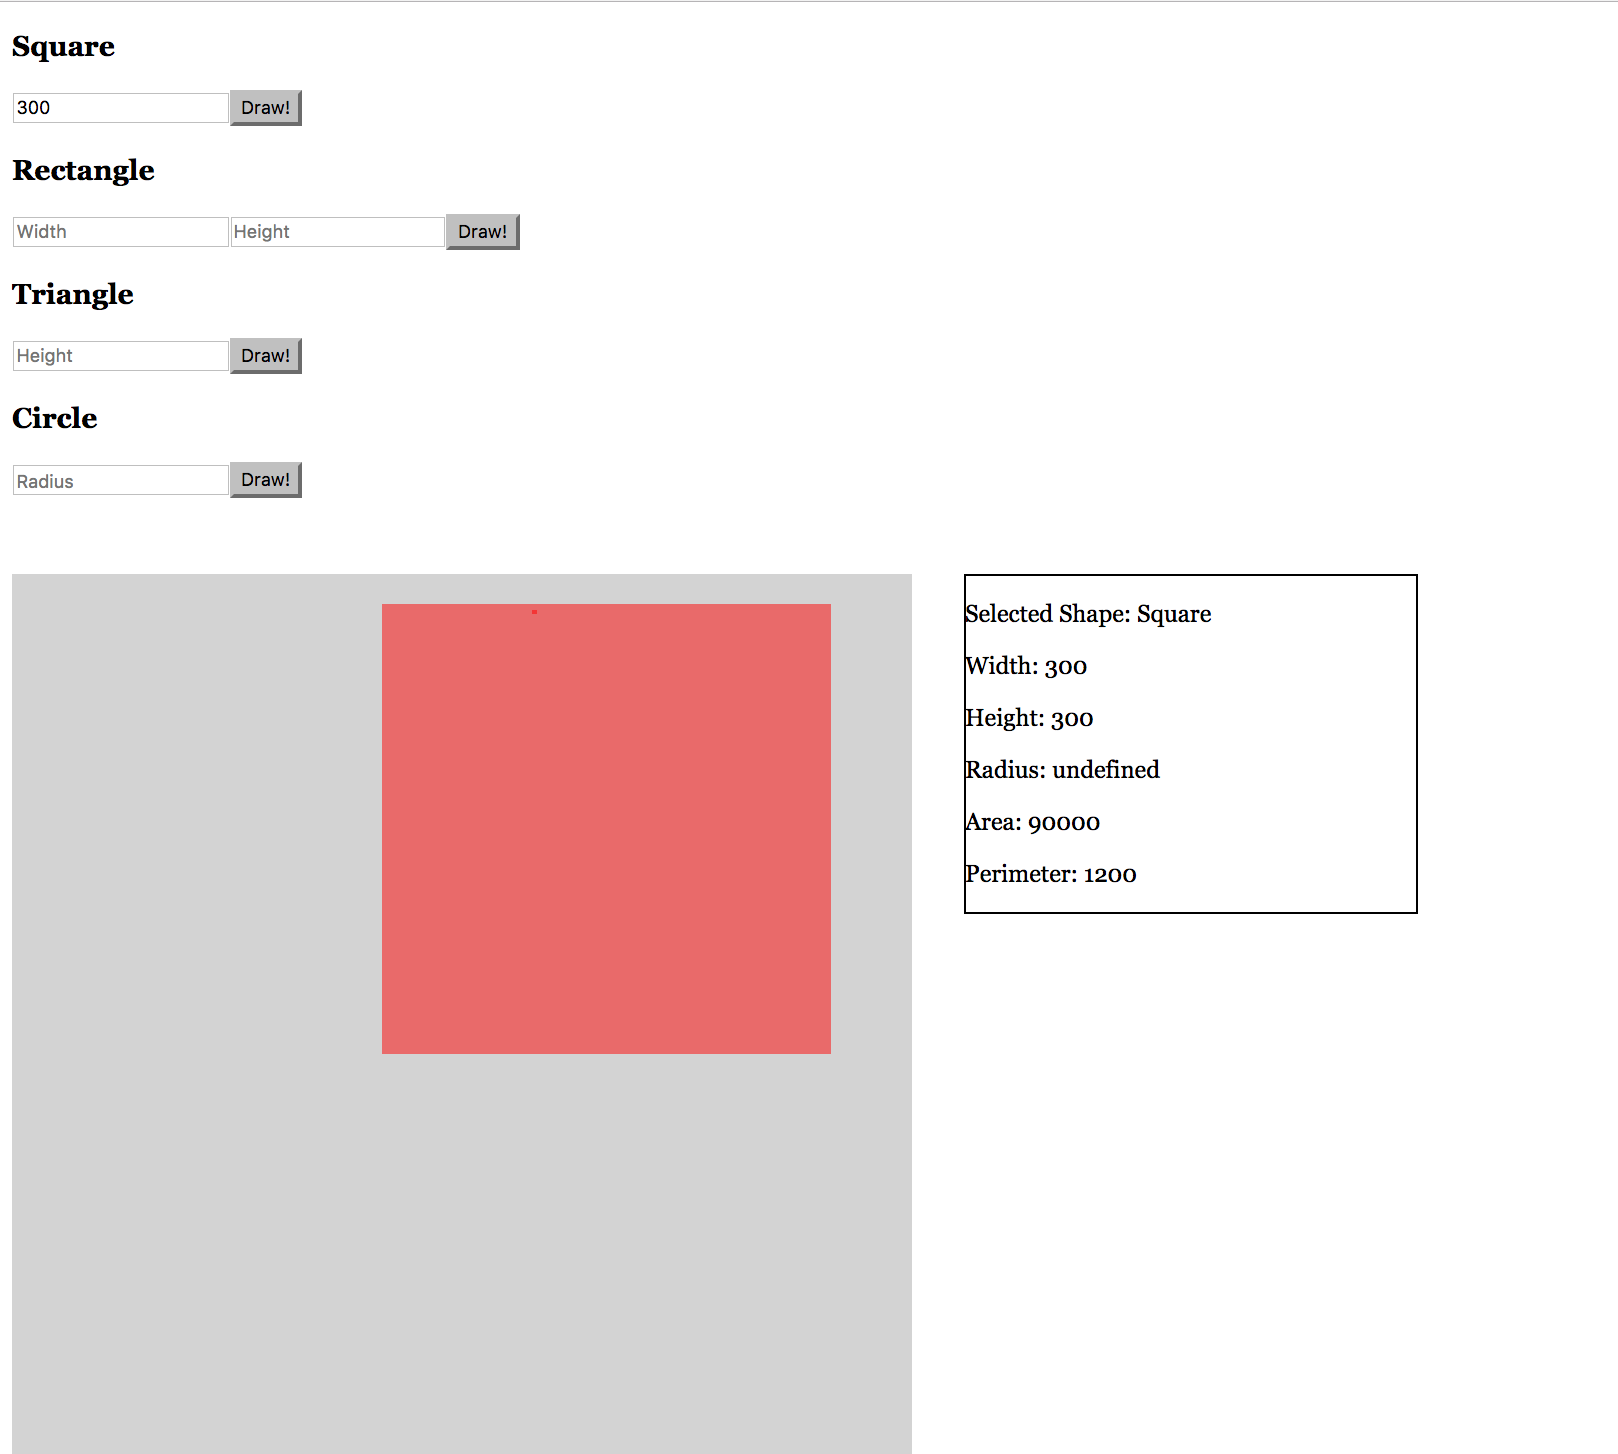 Square
300 Draw!
Rectangle
Width Height Draw!
Triangle
Height Draw!
Circle
Radius Draw!
Selected Shape: Square
Width: 300
Height: 300
Radius: undefined
Area: 90000
Perimeter: 1200